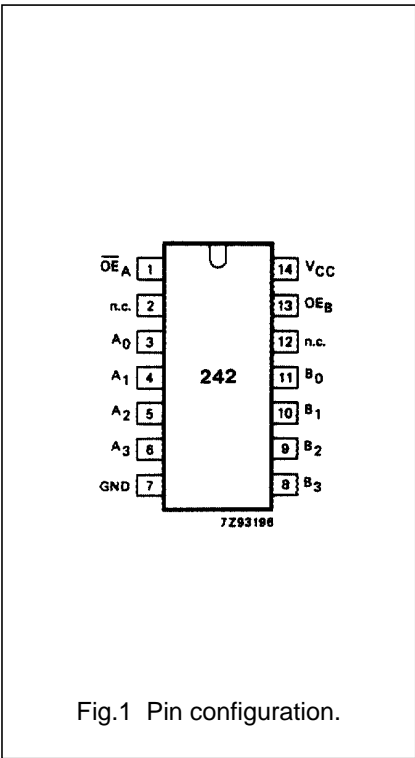 O̅E̅A 1 14 VCC
n.c. 2 13 OEB
A0 3 12 n.c.
A1 4 242 11 B0
A2 5 10 B1
A3 6 9 B2
GND 7 8 B3
7Z93196
Fig.1 Pin configuration.